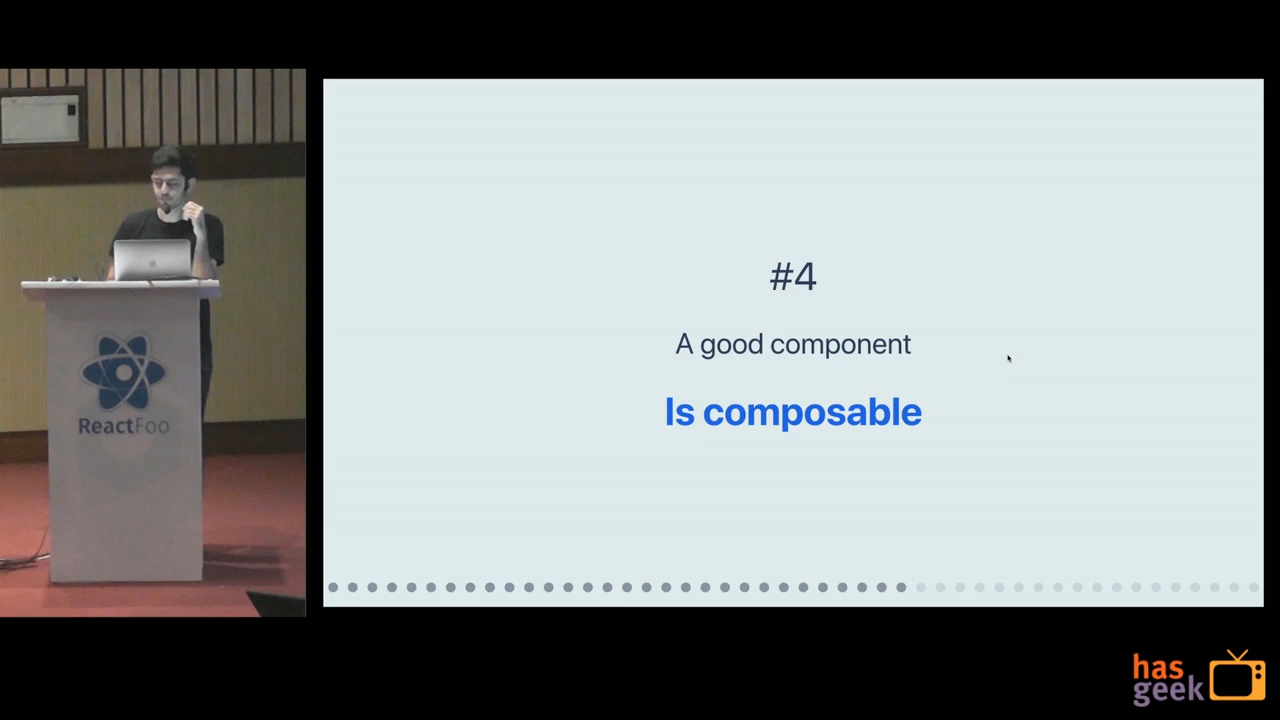 #4
A good component
Is composable
ReactFoo
has
geek